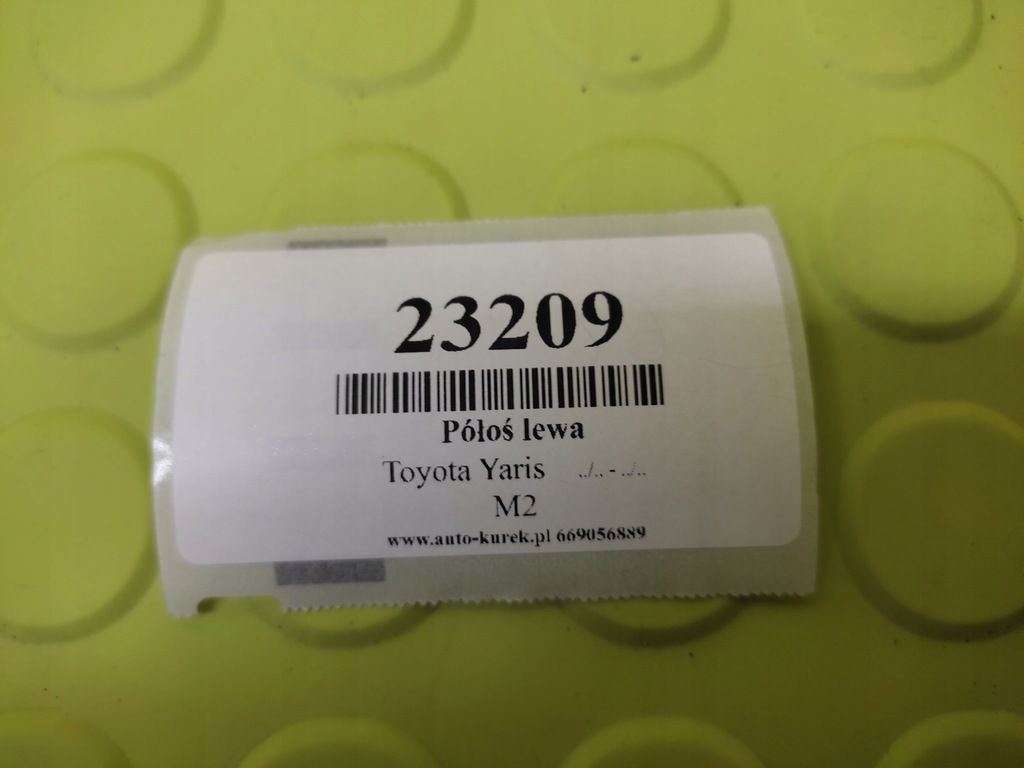 23209
Półoś lewa
Toyota Yaris ../.. - ../..
M2
www.auto-kurek.pl 669056889